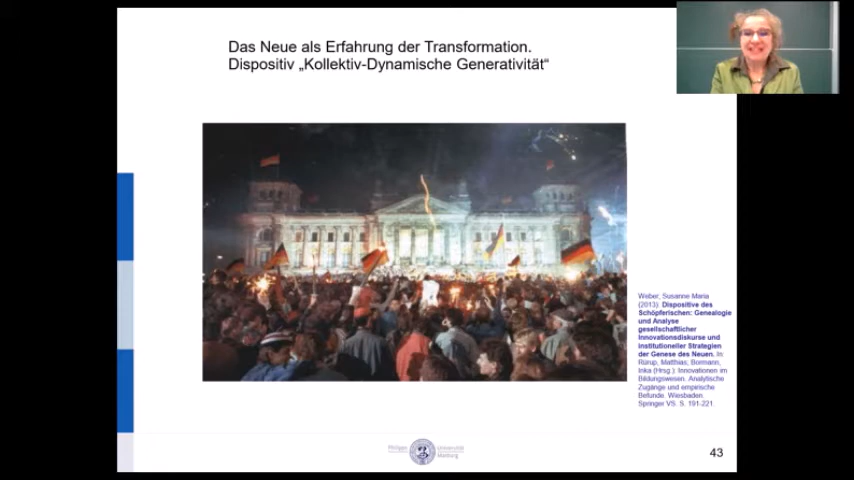 Das Neue als Erfahrung der Transformation.
Dispositiv „Kollektiv-Dynamische Generativität“
Weber, Susanne Maria
(2013): Dispositive des
Schöpferischen: Genealogie
und Analyse
gesellschaftlicher
Innovationsdiskurse und
institutioneller Strategien
der Genese des Neuen. In:
Rürup, Matthias; Bormann,
Inka (Hrsg.): Innovationen im
Bildungswesen. Analytische
Zugänge und empirische
Befunde. Wiesbaden:
Springer VS. S. 191-221.
Philipps Universität
Marburg
43